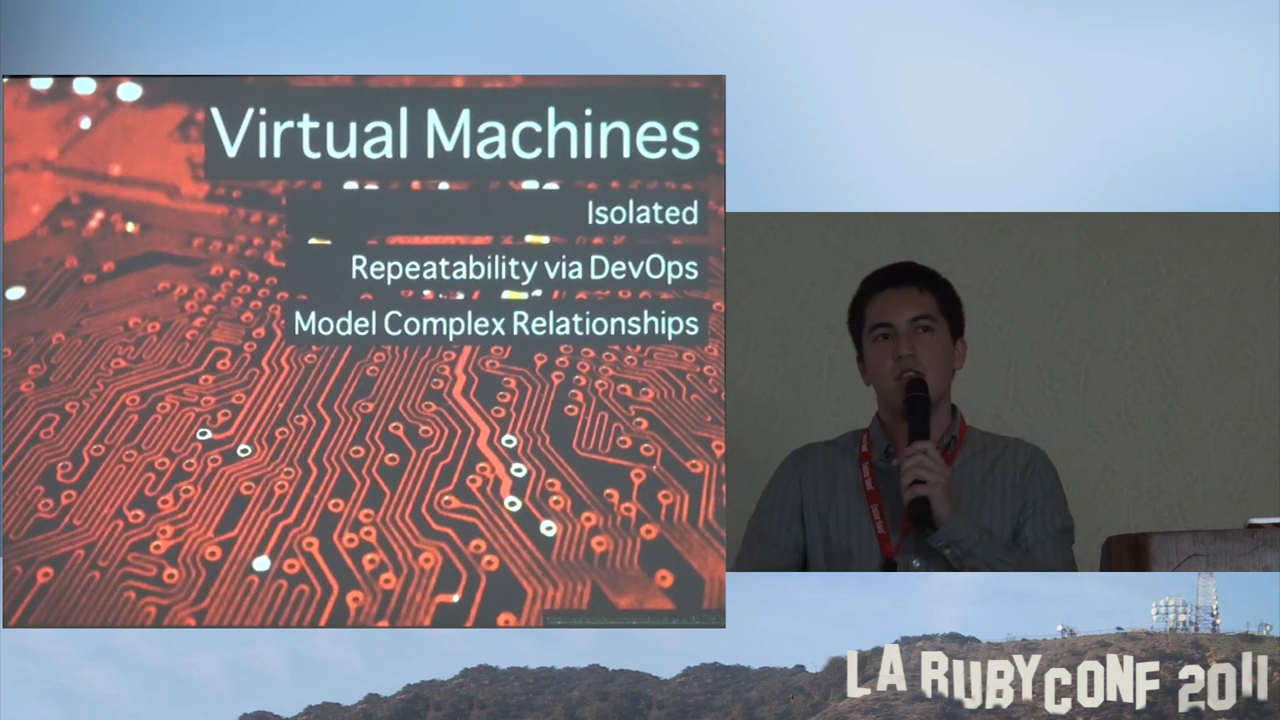 Virtual Machines
Isolated
Repeatability via DevOps
Model Complex Relationships
LA RUBYCONF 2011